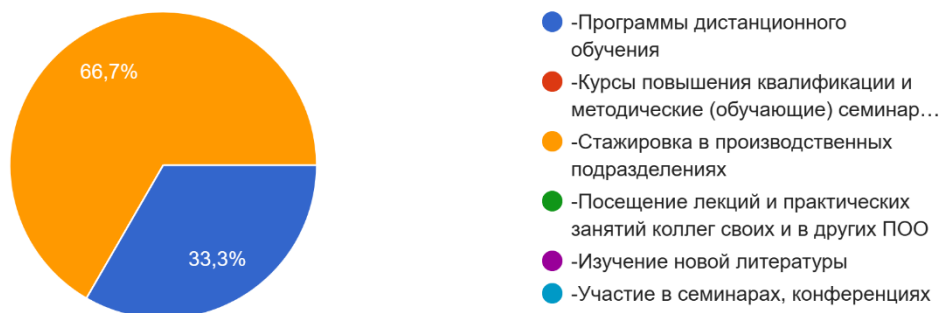 66,7%
33,3%
-Программы дистанционного
обучения
-Курсы повышения квалификации и
методические (обучающие) семинар…
-Стажировка в производственных
подразделениях
-Посещение лекций и практических
занятий коллег своих и в других ПОО
-Изучение новой литературы
-Участие в семинарах, конференциях